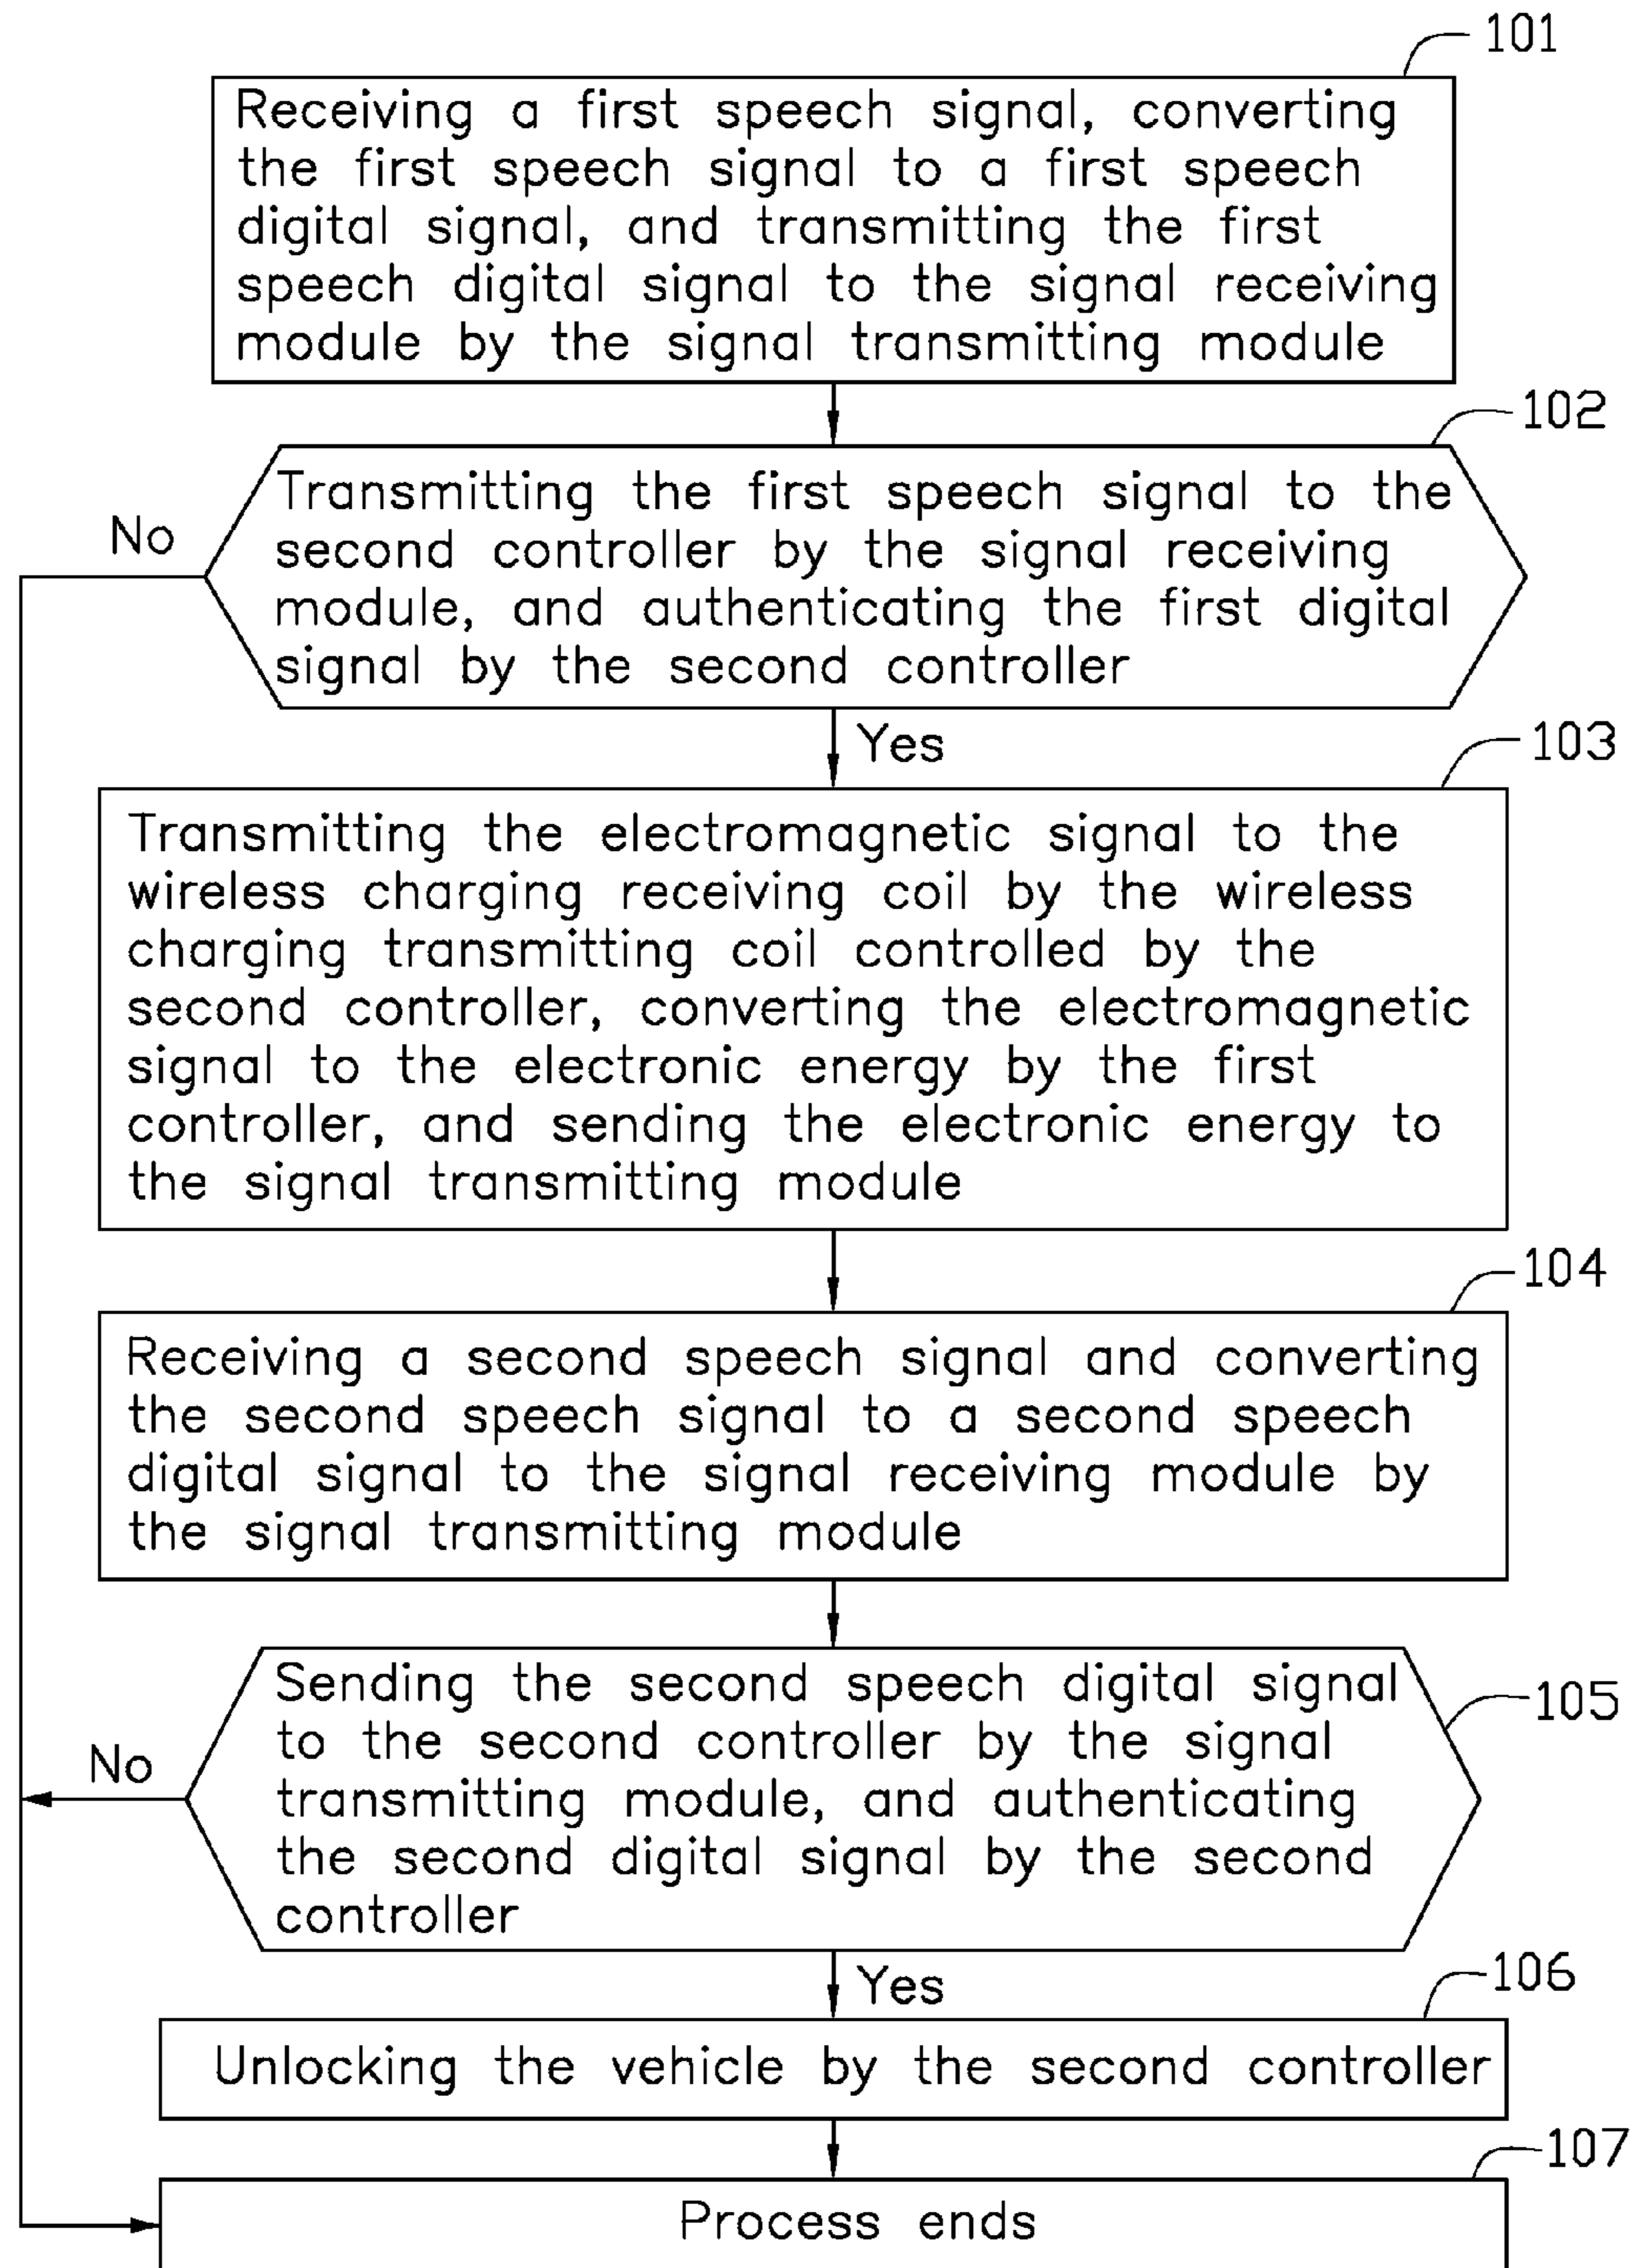 101
Receiving a first speech signal, converting
the first speech signal to a first speech
digital signal, and transmitting the first
speech digital signal to the signal receiving
module by the signal transmitting module
102
Transmitting the first speech signal to the
second controller by the signal receiving
module, and authenticating the first digital
signal by the second controller
No
Yes
103
Transmitting the electromagnetic signal to the
wireless charging receiving coil by the wireless
charging transmitting coil controlled by the
second controller, converting the electromagnetic
signal to the electronic energy by the first
controller, and sending the electronic energy to
the signal transmitting module
104
Receiving a second speech signal and converting
the second speech signal to a second speech
digital signal to the signal receiving module by
the signal transmitting module
105
Sending the second speech digital signal
to the second controller by the signal
transmitting module, and authenticating
the second digital signal by the second
controller
No
Yes
106
Unlocking the vehicle by the second controller
107
Process ends